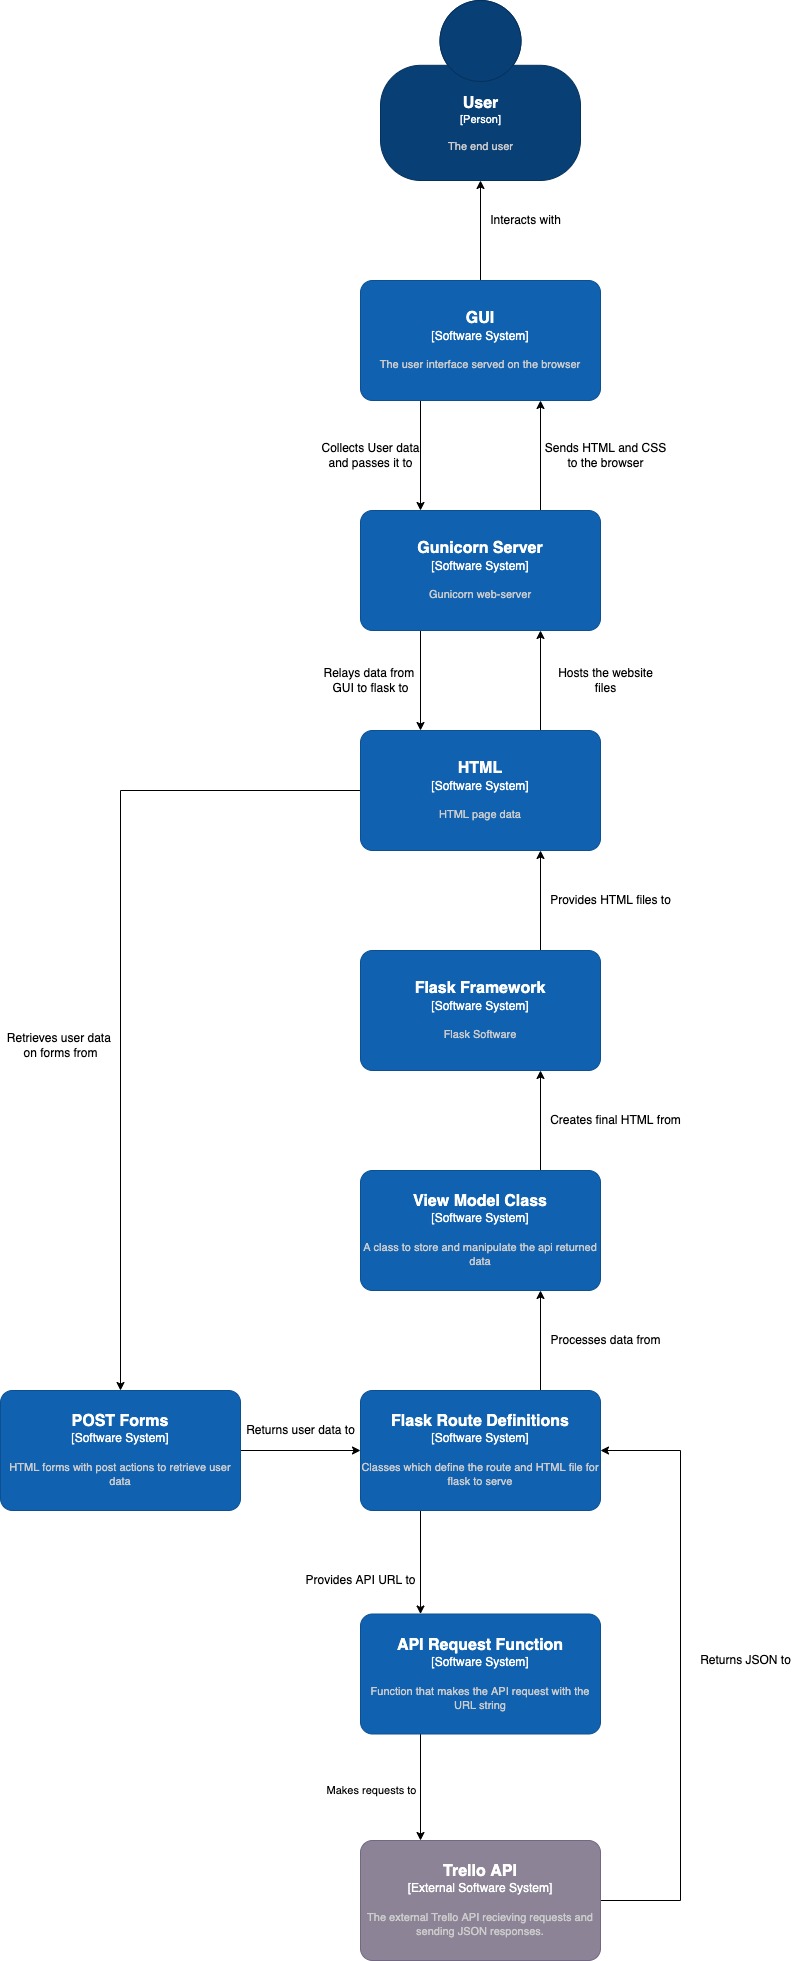 User
[Person]
The end user
Interacts with
GUI
[Software System]
The user interface served on the browser
Collects User data
and passes it to
Sends HTML and CSS
to the browser
Gunicorn Server
[Software System]
Gunicorn web-server
Relays data from
GUI to flask to
Hosts the website
files
HTML
[Software System]
HTML page data
Provides HTML files to
Flask Framework
[Software System]
Flask Software
Retrieves user data
on forms from
Creates final HTML from
View Model Class
[Software System]
A class to store and manipulate the api returned
data
Processes data from
POST Forms
[Software System]
HTML forms with post actions to retrieve user
data
Returns user data to
Flask Route Definitions
[Software System]
Classes which define the route and HTML file for
flask to serve
Provides API URL to
API Request Function
[Software System]
Function that makes the API request with the
URL string
Returns JSON to
Makes requests to
Trello API
[External Software System]
The external Trello API recieving requests and
sending JSON responses.